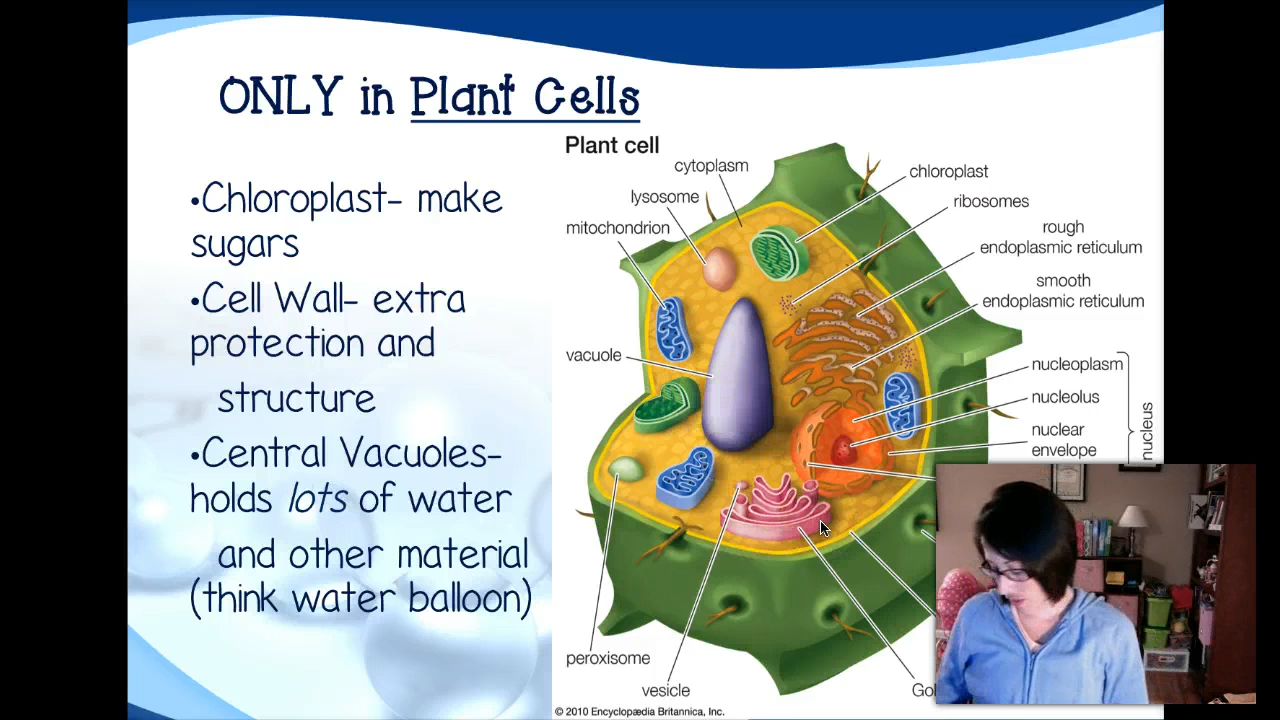 ONLY in Plant Cells
•Chloroplast- make
sugars
•Cell Wall- extra
protection and
structure
•Central Vacuoles-
holds lots of water
and other material
(think water balloon)
Plant cell
cytoplasm
lysosome
mitochondrion
vacuole
peroxisome
vesicle
chloroplast
ribosomes
rough
endoplasmic reticulum
smooth
endoplasmic reticulum
nucleoplasm
nucleolus
nuclear
envelope
nucleus
Gol
© 2010 Encyclopædia Britannica, Inc.